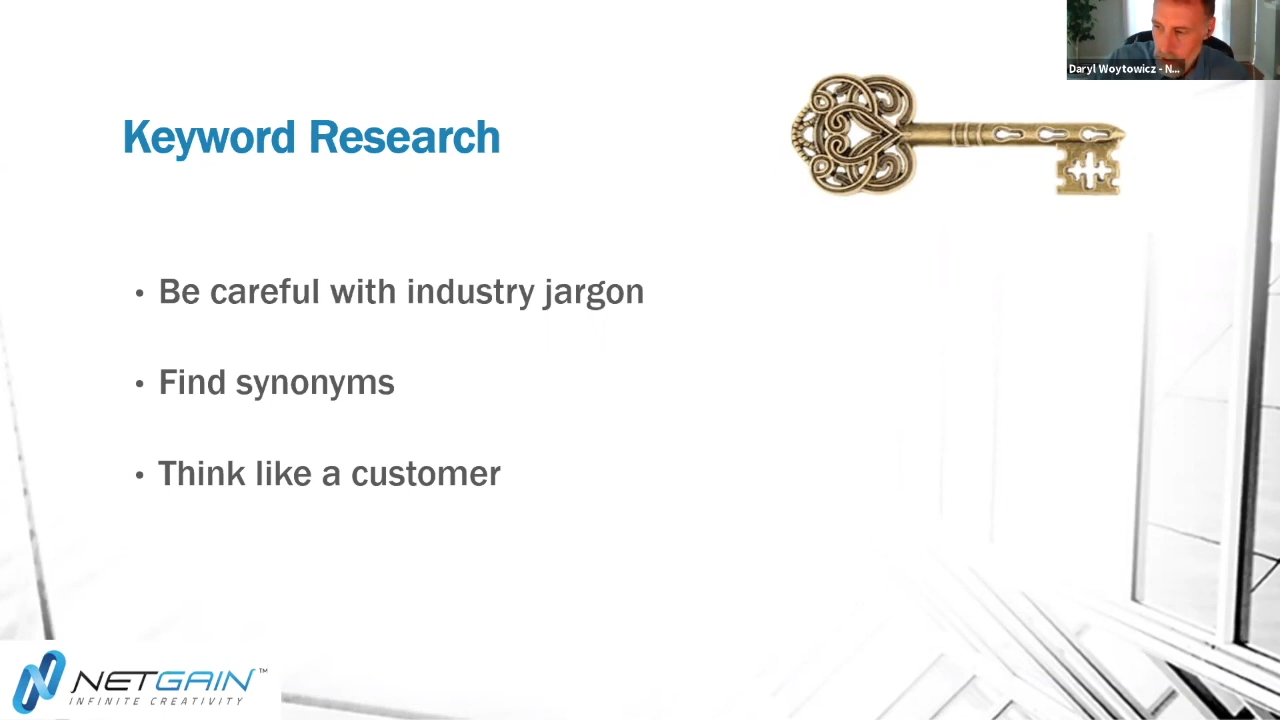 Daryl Woytowicz - N...
Keyword Research
• Be careful with industry jargon
• Find synonyms
• Think like a customer
NETGAIN™
INFINITE CREATIVITY